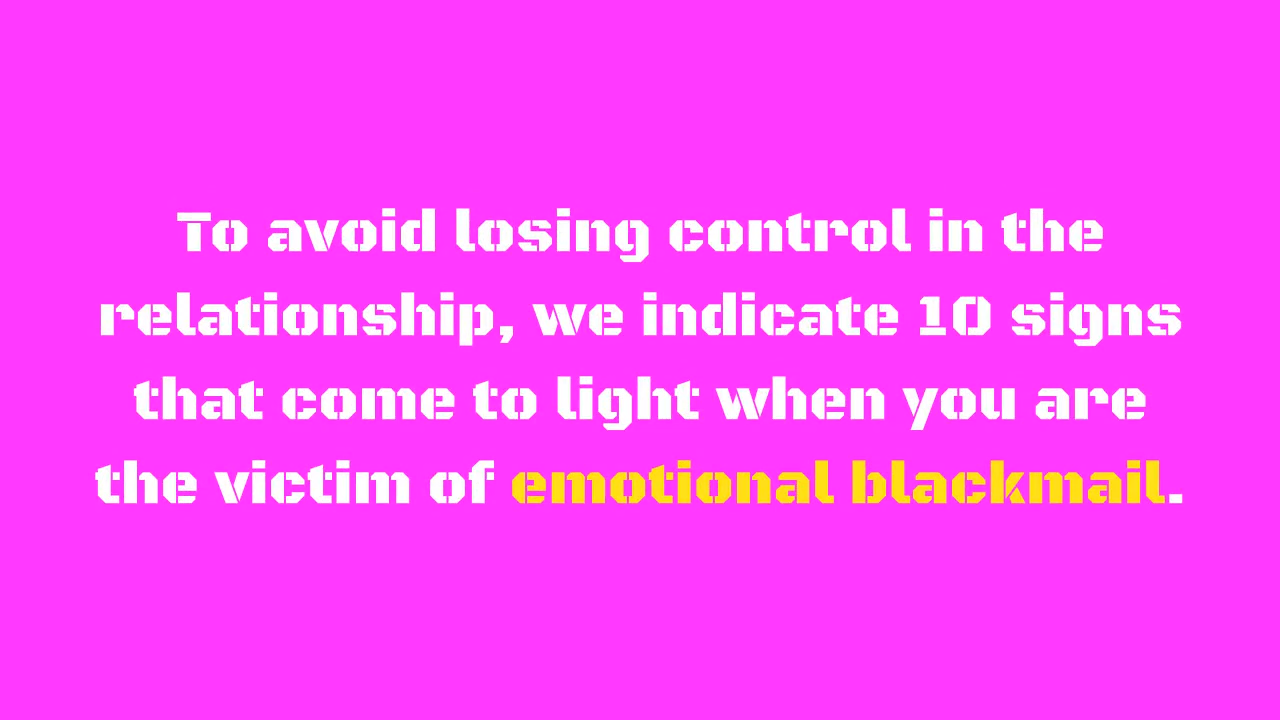 To avoid losing control in the
relationship, we indicate 10 signs
that come to light when you are
the victim of emotional blackmail.